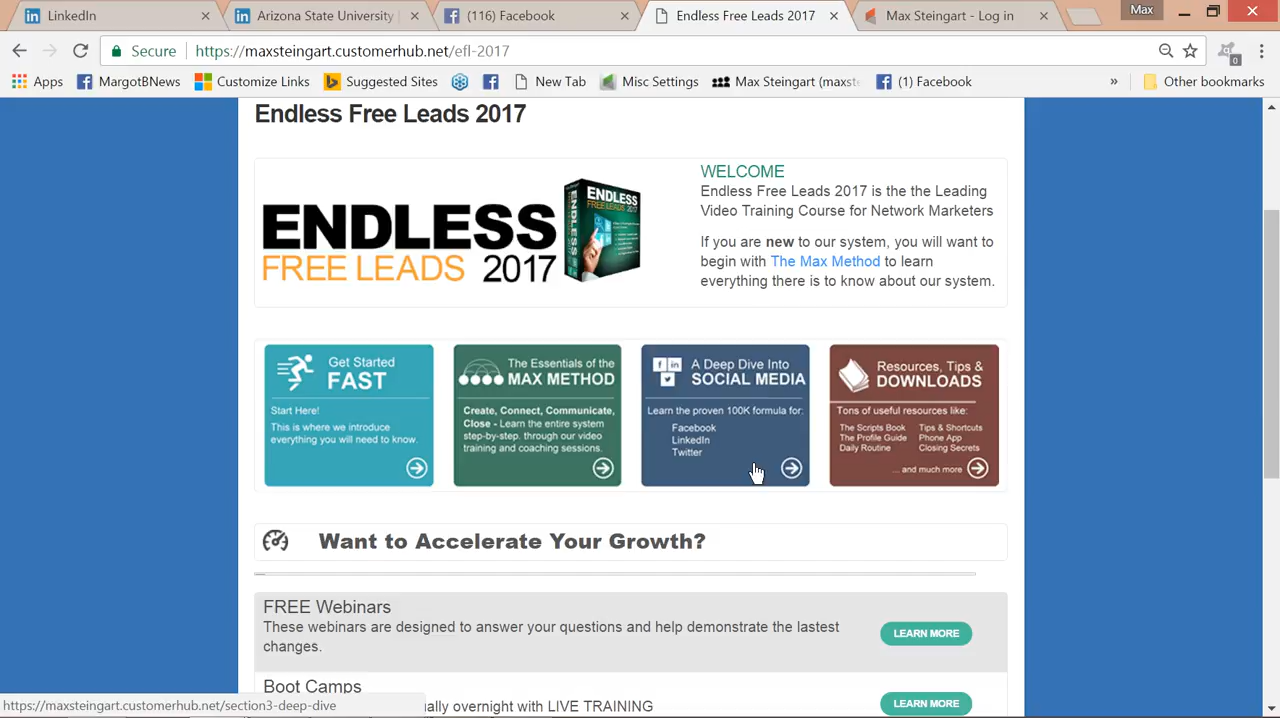 LinkedIn
Arizona State University
(116) Facebook
Endless Free Leads 2017
Max Steingart - Log in
Max
Secure
https://maxsteingart.customerhub.net/efl-2017
0
Apps
MargotBNews
Customize Links
Suggested Sites
New Tab
Misc Settings
Max Steingart (maxste
(1) Facebook
»
Other bookmarks
Endless Free Leads 2017
ENDLESS
FREE LEADS 2017
ENDLESS
FREE LEADS 2017
WELCOME
Endless Free Leads 2017 is the the Leading
Video Training Course for Network Marketers
If you are new to our system, you will want to
begin with The Max Method to learn
everything there is to know about our system.
Get Started
FAST
Start Here!
This is where we introduce
everything you will need to know.
The Essentials of the
MAX METHOD
Create, Connect, Communicate,
Close - Learn the entire system
step-by-step. through our video
training and coaching sessions.
A Deep Dive Into
SOCIAL MEDIA
Learn the proven 100K formula for:
Facebook
LinkedIn
Twitter
Resources, Tips &
DOWNLOADS
Tons of useful resources like:
The Scripts Book Tips & Shortcuts
The Profile Guide Phone App
Daily Routine Closing Secrets
... and much more
Want to Accelerate Your Growth?
FREE Webinars
These webinars are designed to answer your questions and help demonstrate the lastest
changes.
LEARN MORE
Boot Camps
ally overnight with LIVE TRAINING
LEARN MORE
https://maxsteingart.customerhub.net/section3-deep-dive